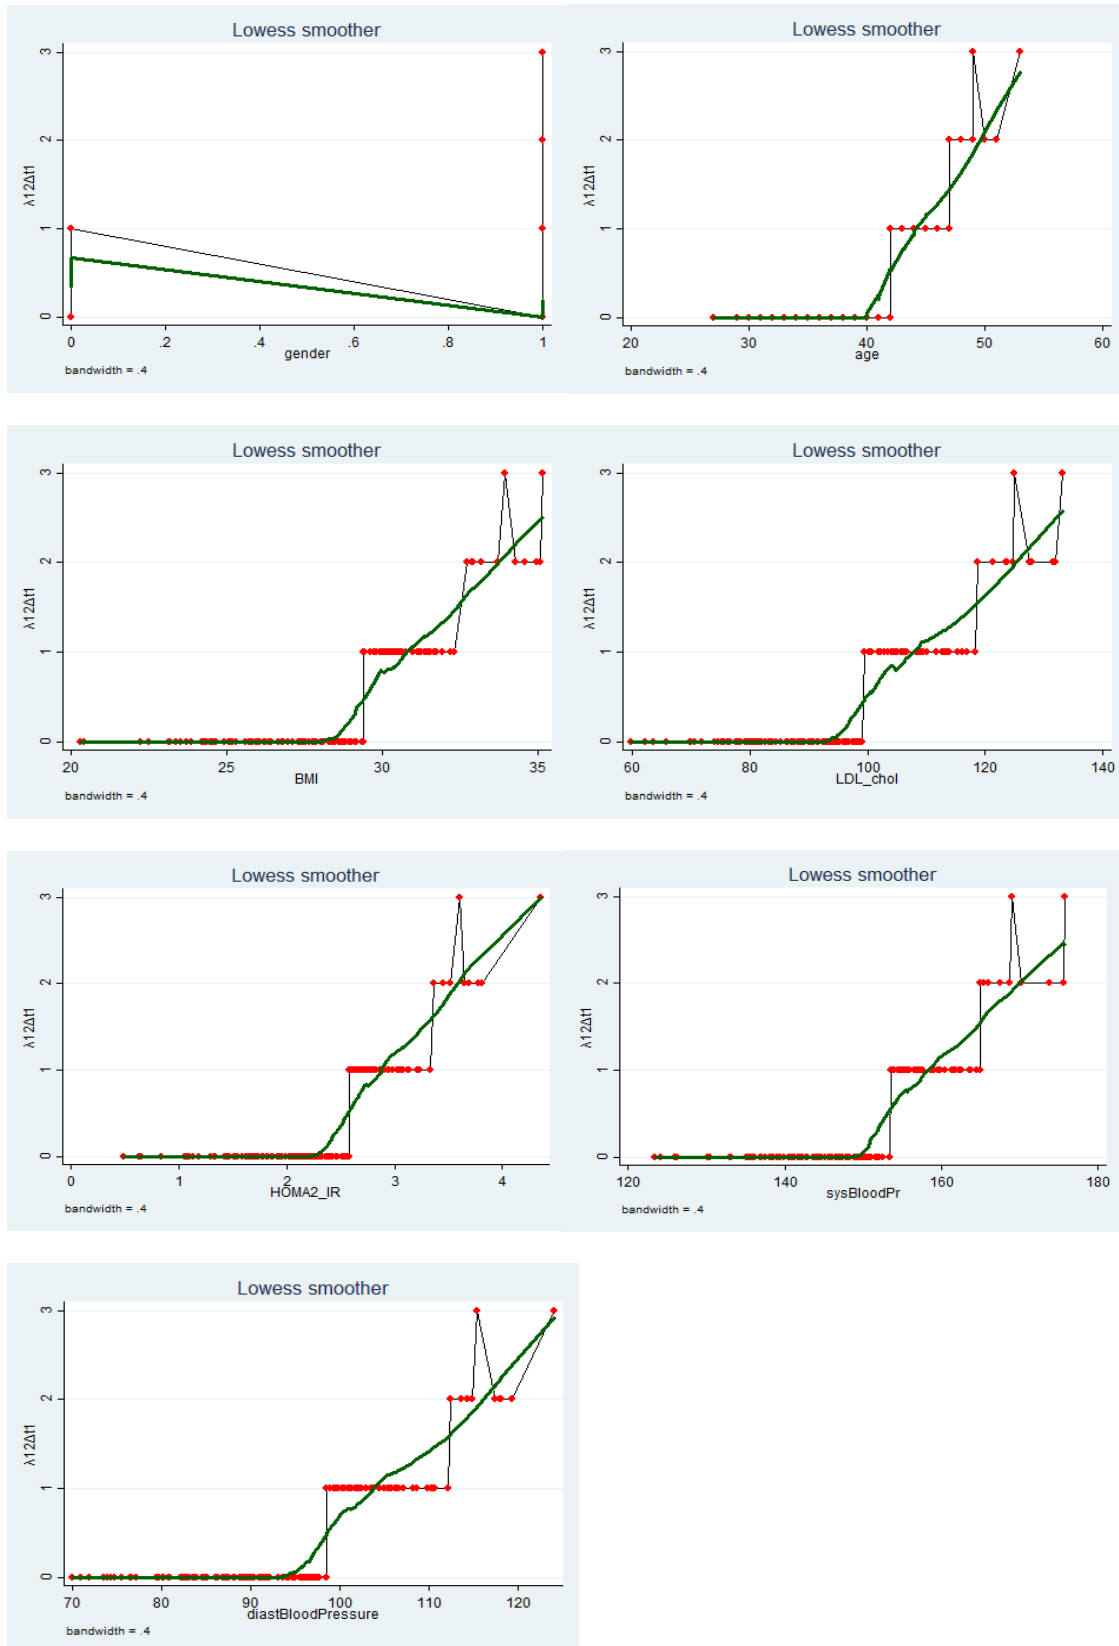 Lowess smoother
λ12Δt1
3
2
1
0
0 .2 .4 .6 .8 1
gender
bandwidth = .4
Lowess smoother
λ12Δt1
3
2
1
0
20 30 40 50 60
age
bandwidth = .4
Lowess smoother
λ12Δt1
3
2
1
0
20 25 30 35
BMI
bandwidth = .4
Lowess smoother
λ12Δt1
3
2
1
0
60 80 100 120 140
LDL_chol
bandwidth = .4
Lowess smoother
λ12Δt1
3
2
1
0
0 1 2 3 4
HOMA2_IR
bandwidth = .4
Lowess smoother
λ12Δt1
3
2
1
0
120 140 160 180
sysBloodPr
bandwidth = .4
Lowess smoother
λ12Δt1
3
2
1
0
70 80 90 100 110 120
diastBloodPressure
bandwidth = .4